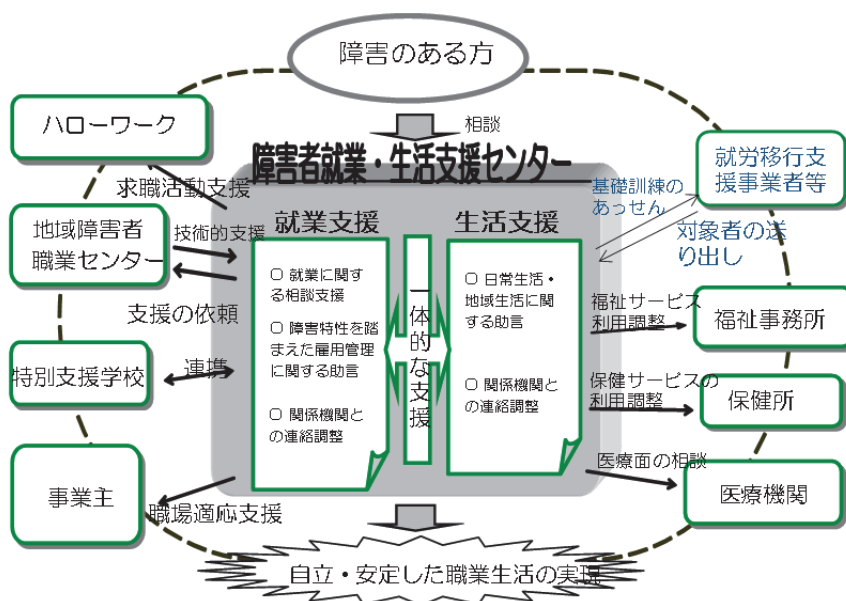 障害のある方
相談
障害者就業・生活支援センター
ハローワーク
求職活動支援
地域障害者
職業センター
技術的支援
支援の依頼
特別支援学校
連携
事業主
職場適応支援
就業支援
○ 就業に関す
る相談支援
○ 障害特性を踏
まえた雇用管理
に関する助言
○ 関係機関と
の連絡調整
一体的な支援
生活支援
○ 日常生活・
地域生活に関
する助言
○ 関係機関と
の連絡調整
基礎訓練の
あっせん
就労移行支
援事業者等
対象者の送
り出し
福祉サービス
利用調整
福祉事務所
保健サービスの
利用調整
保健所
医療面の相談
医療機関
自立・安定した職業生活の実現